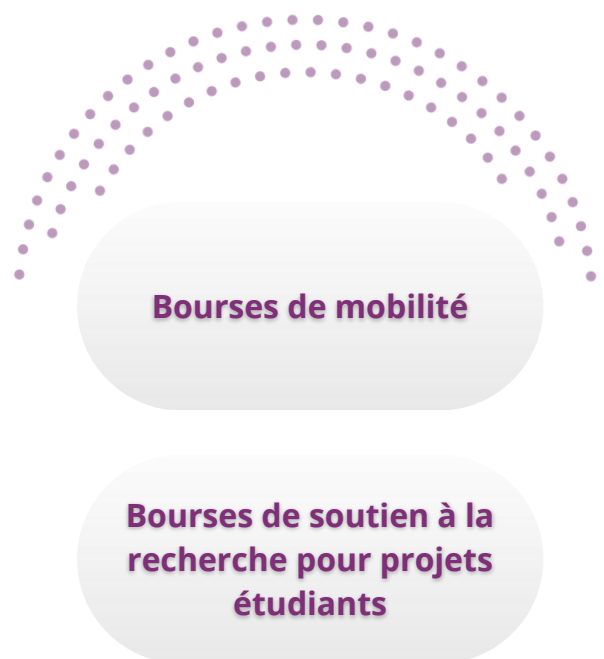 Bourses de mobilité
Bourses de soutien à la
recherche pour projets
étudiants